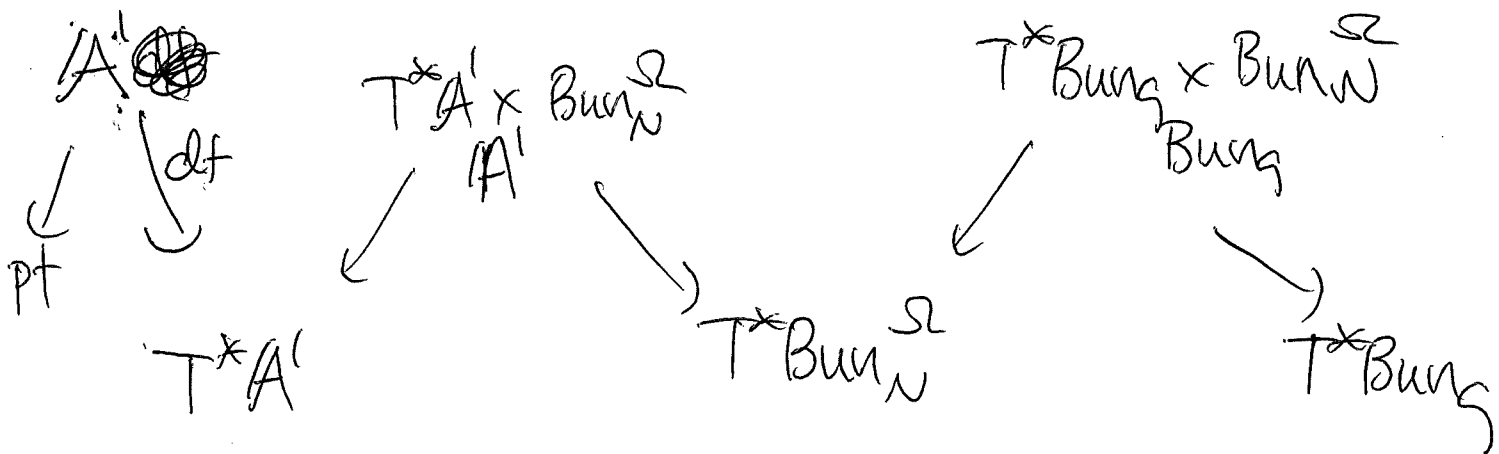 A¹ T*A¹ × Bun_N^Ω T*Bun_G × Bun_N^Ω
A¹ Bun_G
df
pt
T*A¹ T*Bun_N^Ω T*Bun_G